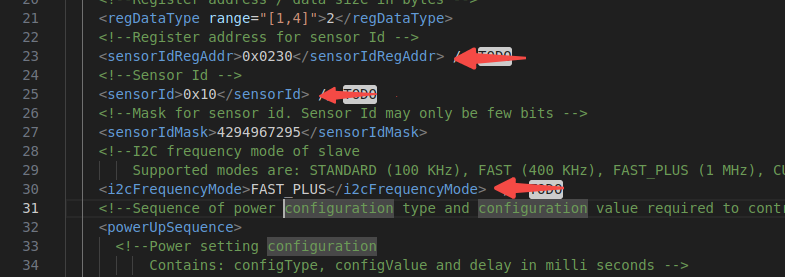 20 <!--Register address / data size in bytes -->
21 <regDataType range="[1,4]">2</regDataType>
22 <!--Register address for sensor Id -->
23 <sensorIdRegAddr>0x0230</sensorIdRegAddr> / TODO
24 <!--Sensor Id -->
25 <sensorId>0x10</sensorId> / TODO
26 <!--Mask for sensor id. Sensor Id may only be few bits -->
27 <sensorIdMask>4294967295</sensorIdMask>
28 <!--I2C frequency mode of slave
29 Supported modes are: STANDARD (100 KHz), FAST (400 KHz), FAST_PLUS (1 MHz), CU
30 <i2cFrequencyMode>FAST_PLUS</i2cFrequencyMode> TODO
31 <!--Sequence of power configuration type and configuration value required to contr
32 <powerUpSequence>
33 <!--Power setting configuration
34 Contains: configType, configValue and delay in milli seconds -->